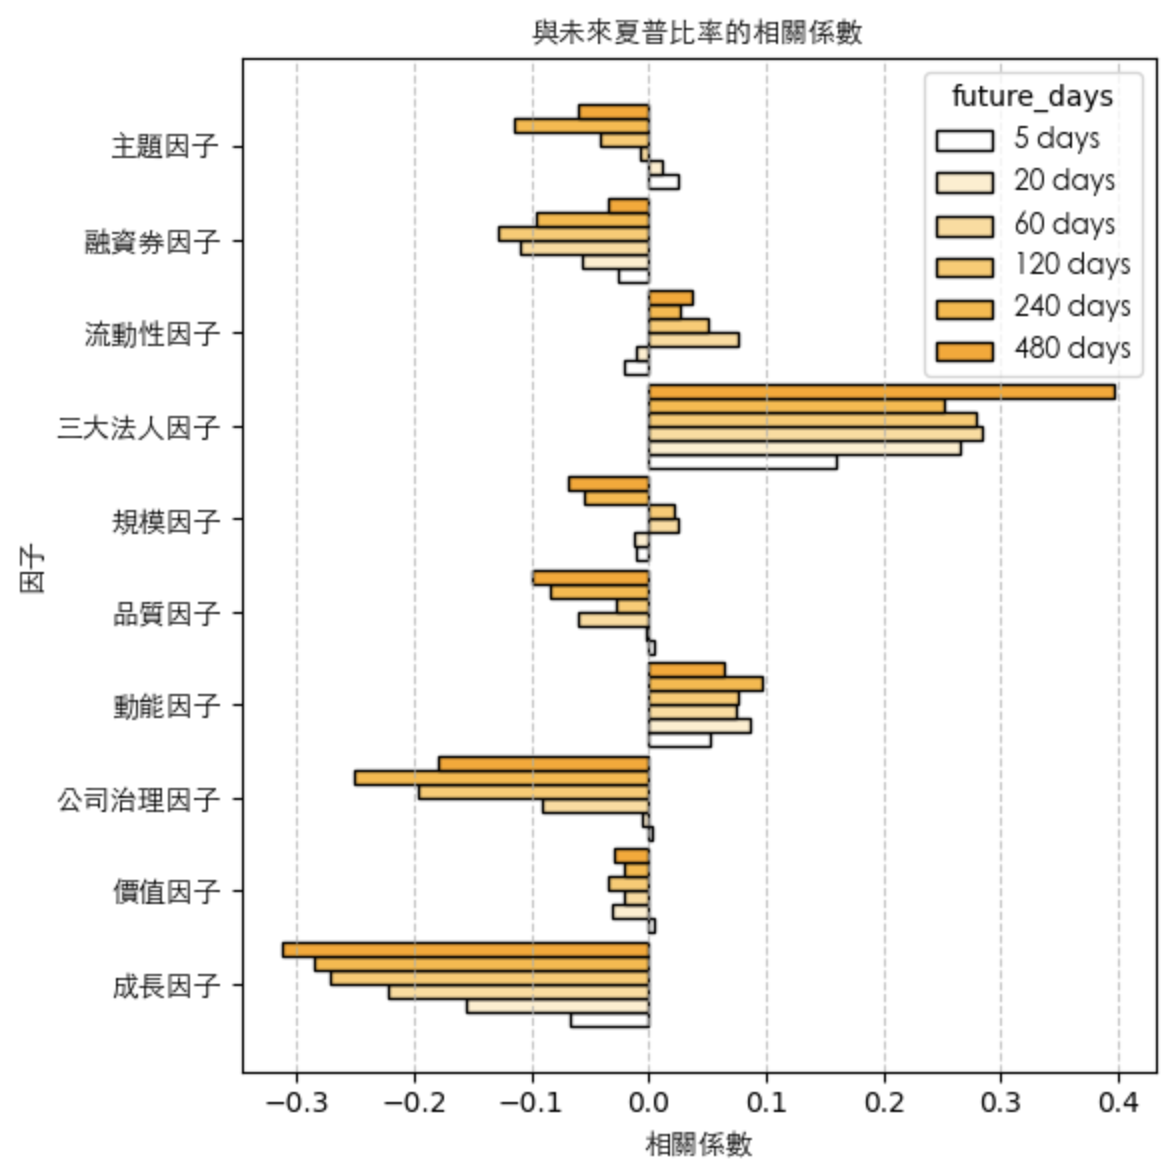 與未來夏普比率的相關係數
future_days
5 days
20 days
60 days
120 days
240 days
480 days
因子
主題因子
融資券因子
流動性因子
三大法人因子
規模因子
品質因子
動能因子
公司治理因子
價值因子
成長因子
−0.3 −0.2 −0.1 0.0 0.1 0.2 0.3 0.4
相關係數